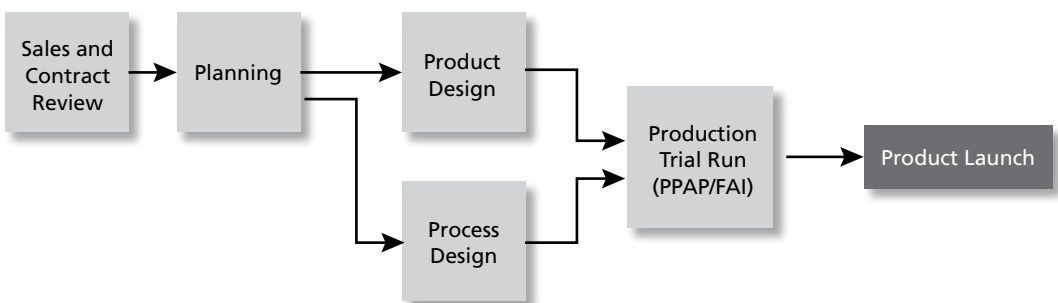 Sales and
Contract
Review
Planning
Product
Design
Process
Design
Production
Trial Run
(PPAP/FAI)
Product Launch